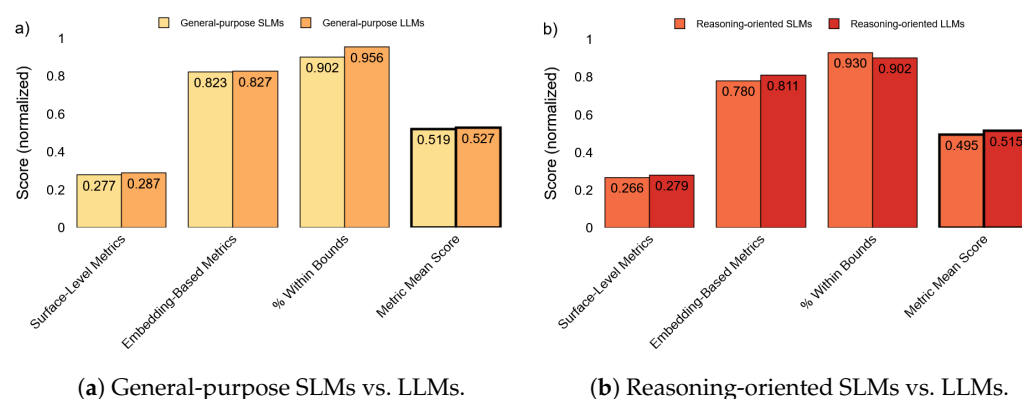 a)
General-purpose SLMs
General-purpose LLMs
Score (normalized)
1
0.8
0.6
0.4
0.2
0
0.277
0.287
0.823
0.827
0.902
0.956
0.519
0.527
Surface-Level Metrics
Embedding-Based Metrics
% Within Bounds
Metric Mean Score
(a) General-purpose SLMs vs. LLMs.
b)
Reasoning-oriented SLMs
Reasoning-oriented LLMs
Score (normalized)
1
0.8
0.6
0.4
0.2
0
0.266
0.279
0.780
0.811
0.930
0.902
0.495
0.515
Surface-Level Metrics
Embedding-Based Metrics
% Within Bounds
Metric Mean Score
(b) Reasoning-oriented SLMs vs. LLMs.